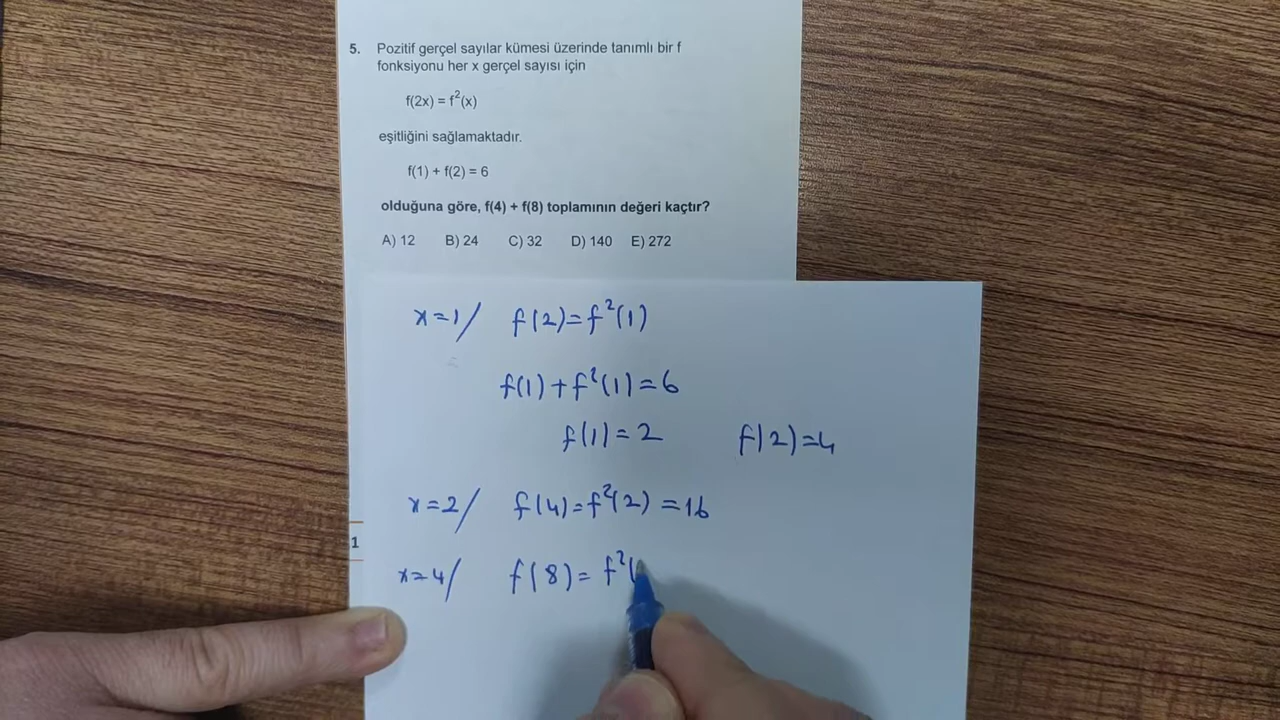 5. Pozitif gerçel sayılar kümesi üzerinde tanımlı bir f
fonksiyonu her x gerçel sayısı için
f(2x) = f²(x)
eşitliğini sağlamaktadır.
f(1) + f(2) = 6
olduğuna göre, f(4) + f(8) toplamının değeri kaçtır?
A) 12 B) 24 C) 32 D) 140 E) 272
x=1/ f(2)=f²(1)
f(1)+f²(1)=6
f(1)=2 f(2)=4
x=2/ f(4)=f²(2)=16
1
x=4/ f(8)=f²(